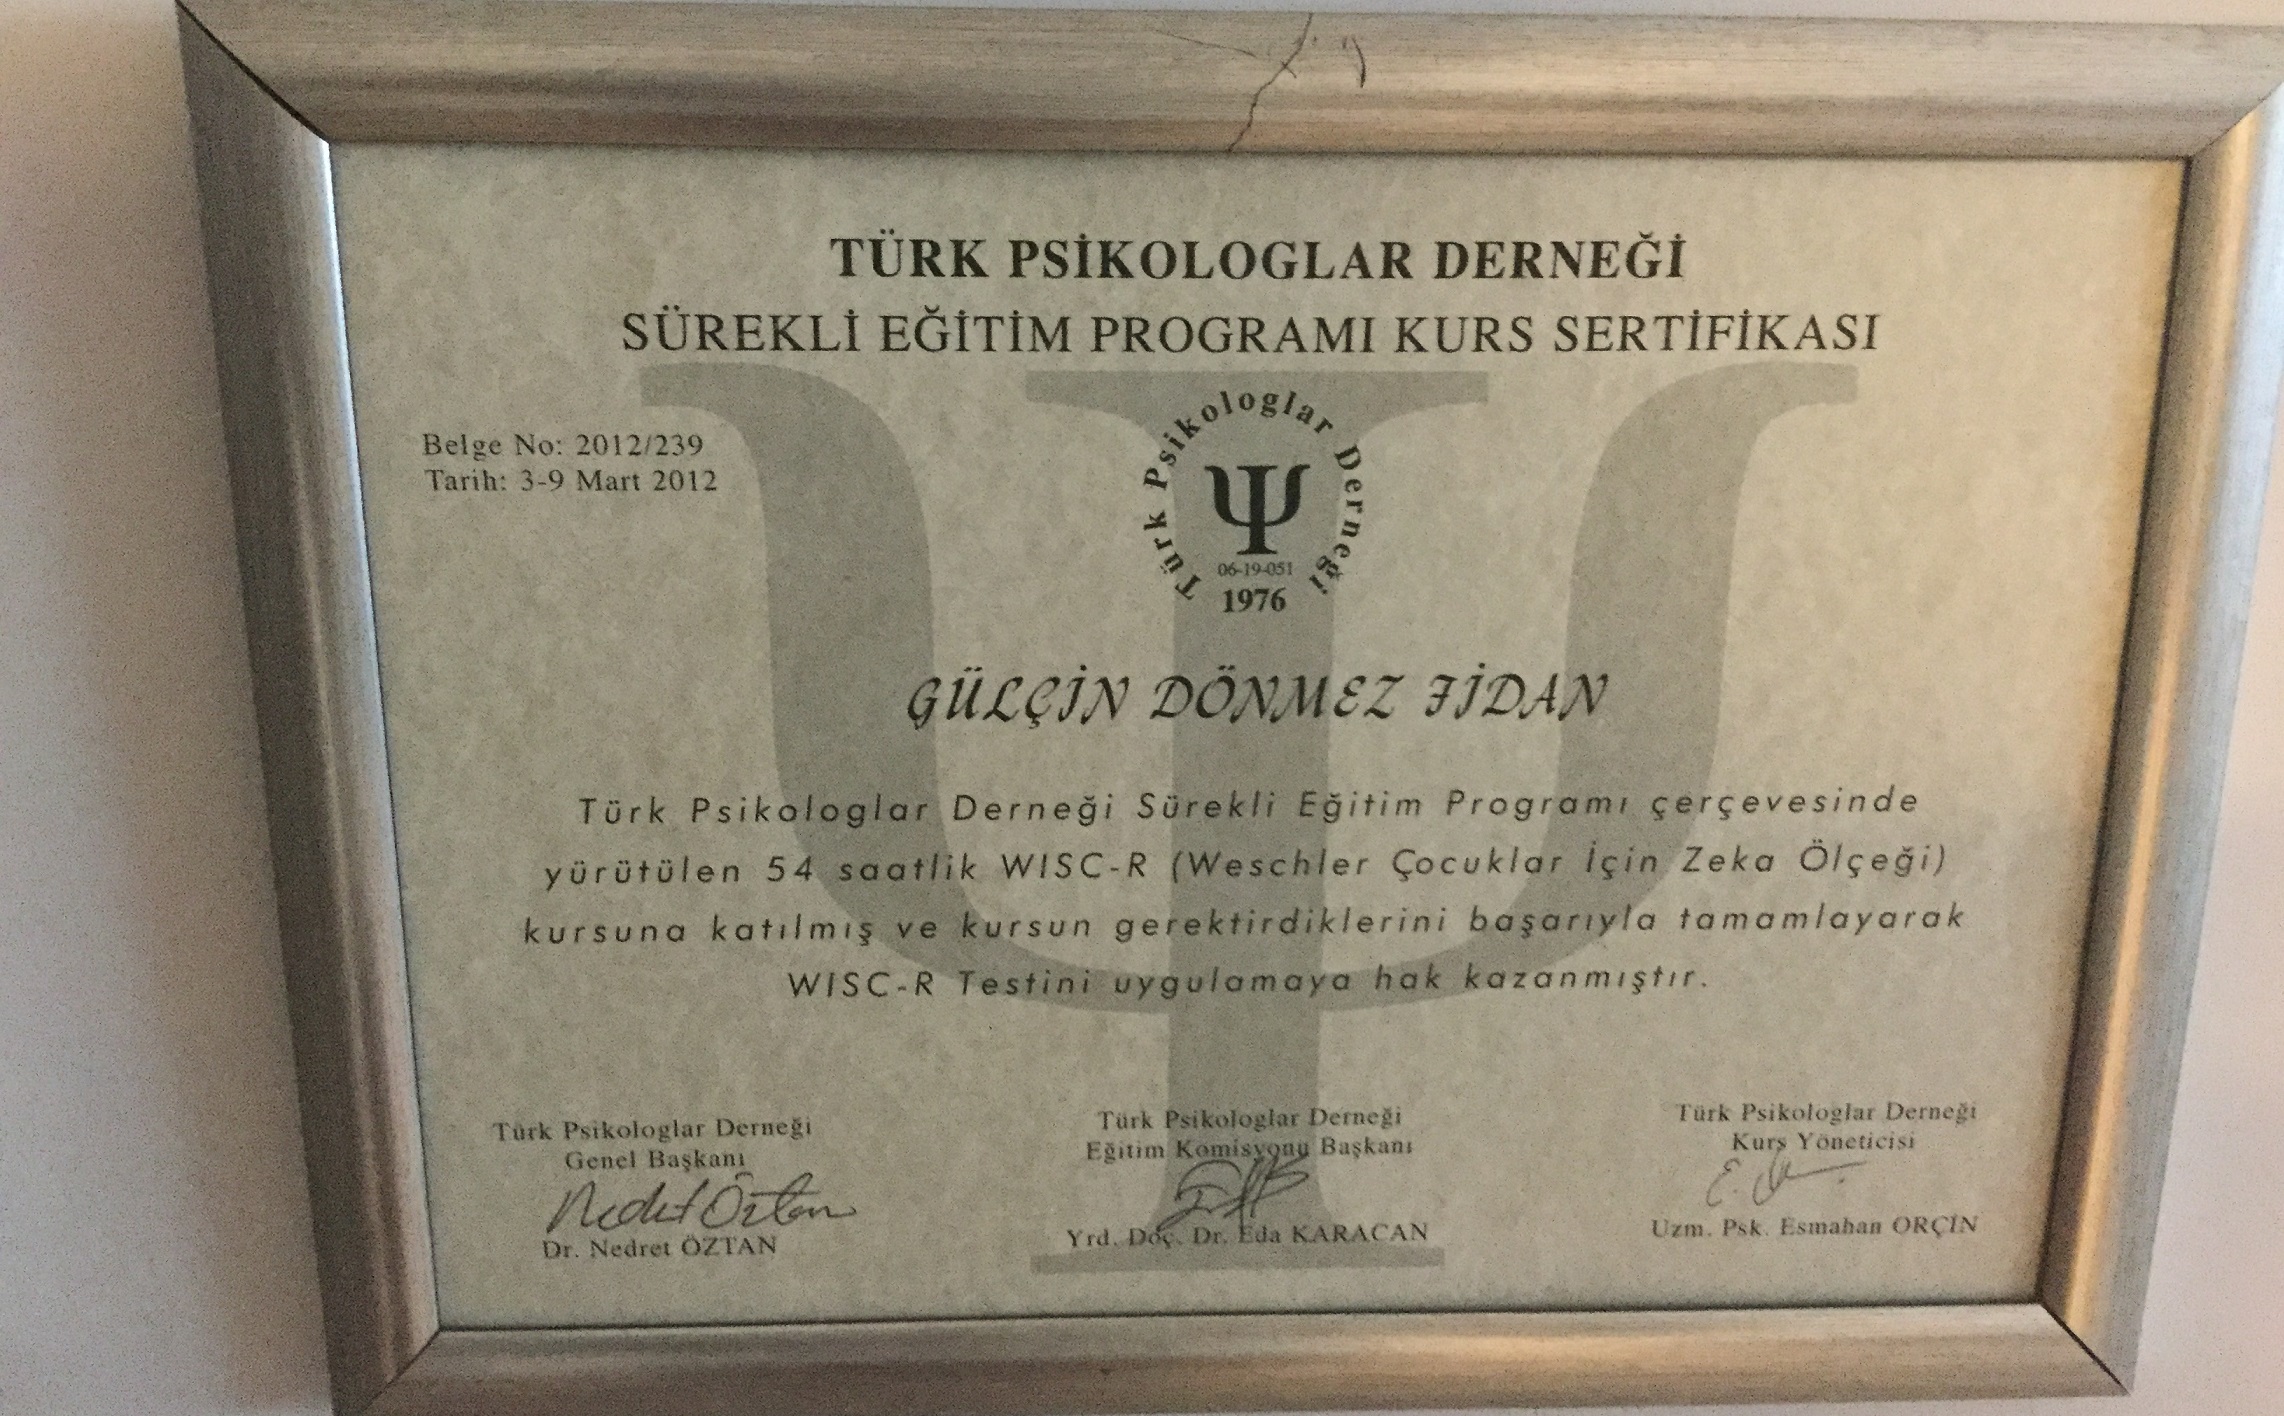 TÜRK PSİKOLOGLAR DERNEĞİ
SÜREKLİ EĞİTİM PROGRAMI KURS SERTİFİKASI
Belge No: 2012/239
Tarih: 3-9 Mart 2012
Türk Psikologlar Derneği
Ψ
06-19-051
1976
GÜLÇİN DÖNMEZ FİDAN
Türk Psikologlar Derneği Sürekli Eğitim Programı çerçevesinde
yürütülen 54 saatlik WISC-R (Weschler Çocuklar İçin Zeka Ölçeği)
kursuna katılmış ve kursun gerektirdiklerini başarıyla tamamlayarak
WISC-R Testini uygulamaya hak kazanmıştır.
Türk Psikologlar Derneği
Genel Başkanı
Nedret Öztan
Dr. Nedret ÖZTAN
Türk Psikologlar Derneği
Eğitim Komisyonu Başkanı
Yrd. Doç. Dr. Eda KARACAN
Türk Psikologlar Derneği
Kurs Yöneticisi
Uzm. Psk. Esmahan ORÇİN